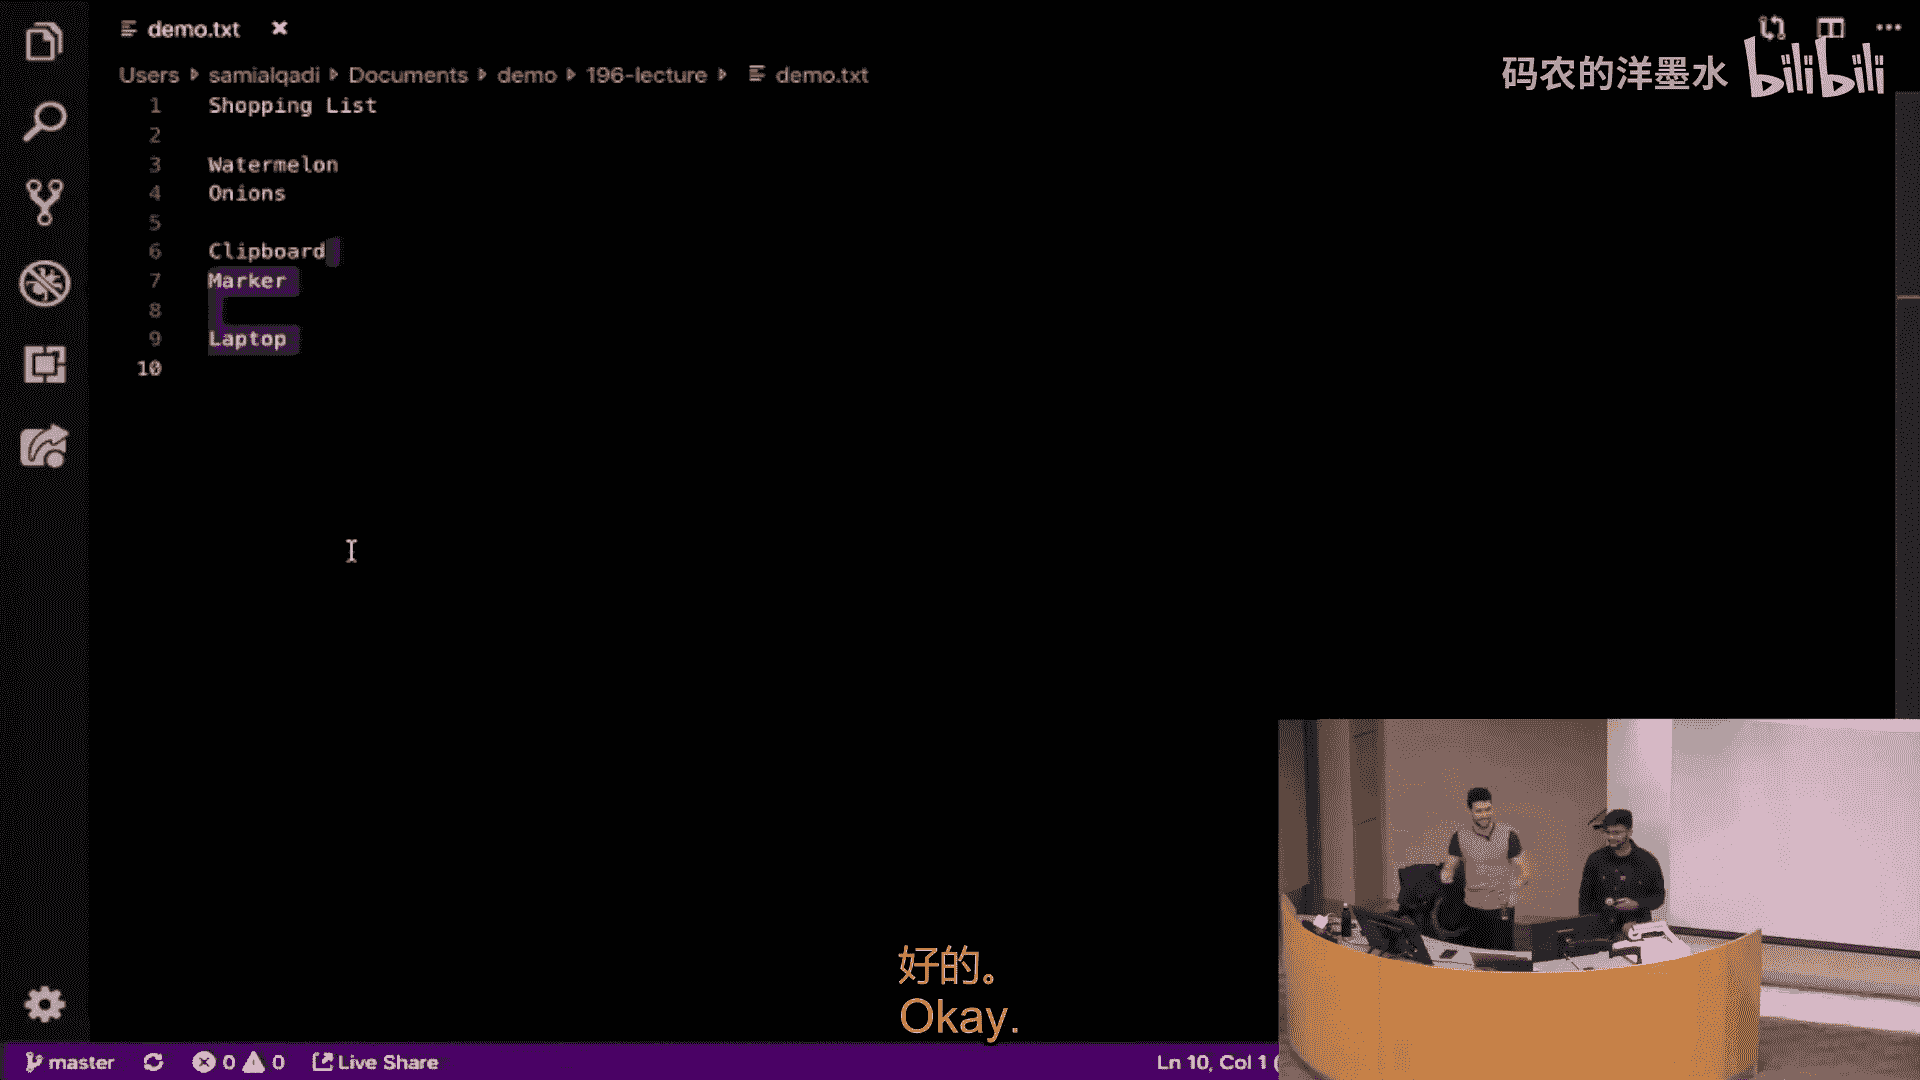 demo.txt
码农的洋墨水 bilibili
Users samialqadi Documents demo 196-lecture demo.txt
1 Shopping List
2
3 Watermelon
4 Onions
5
6 Clipboard
7 Marker
8
9 Laptop
10
好的。
Okay.
master 0 0 Live Share Ln 10, Col 1 (